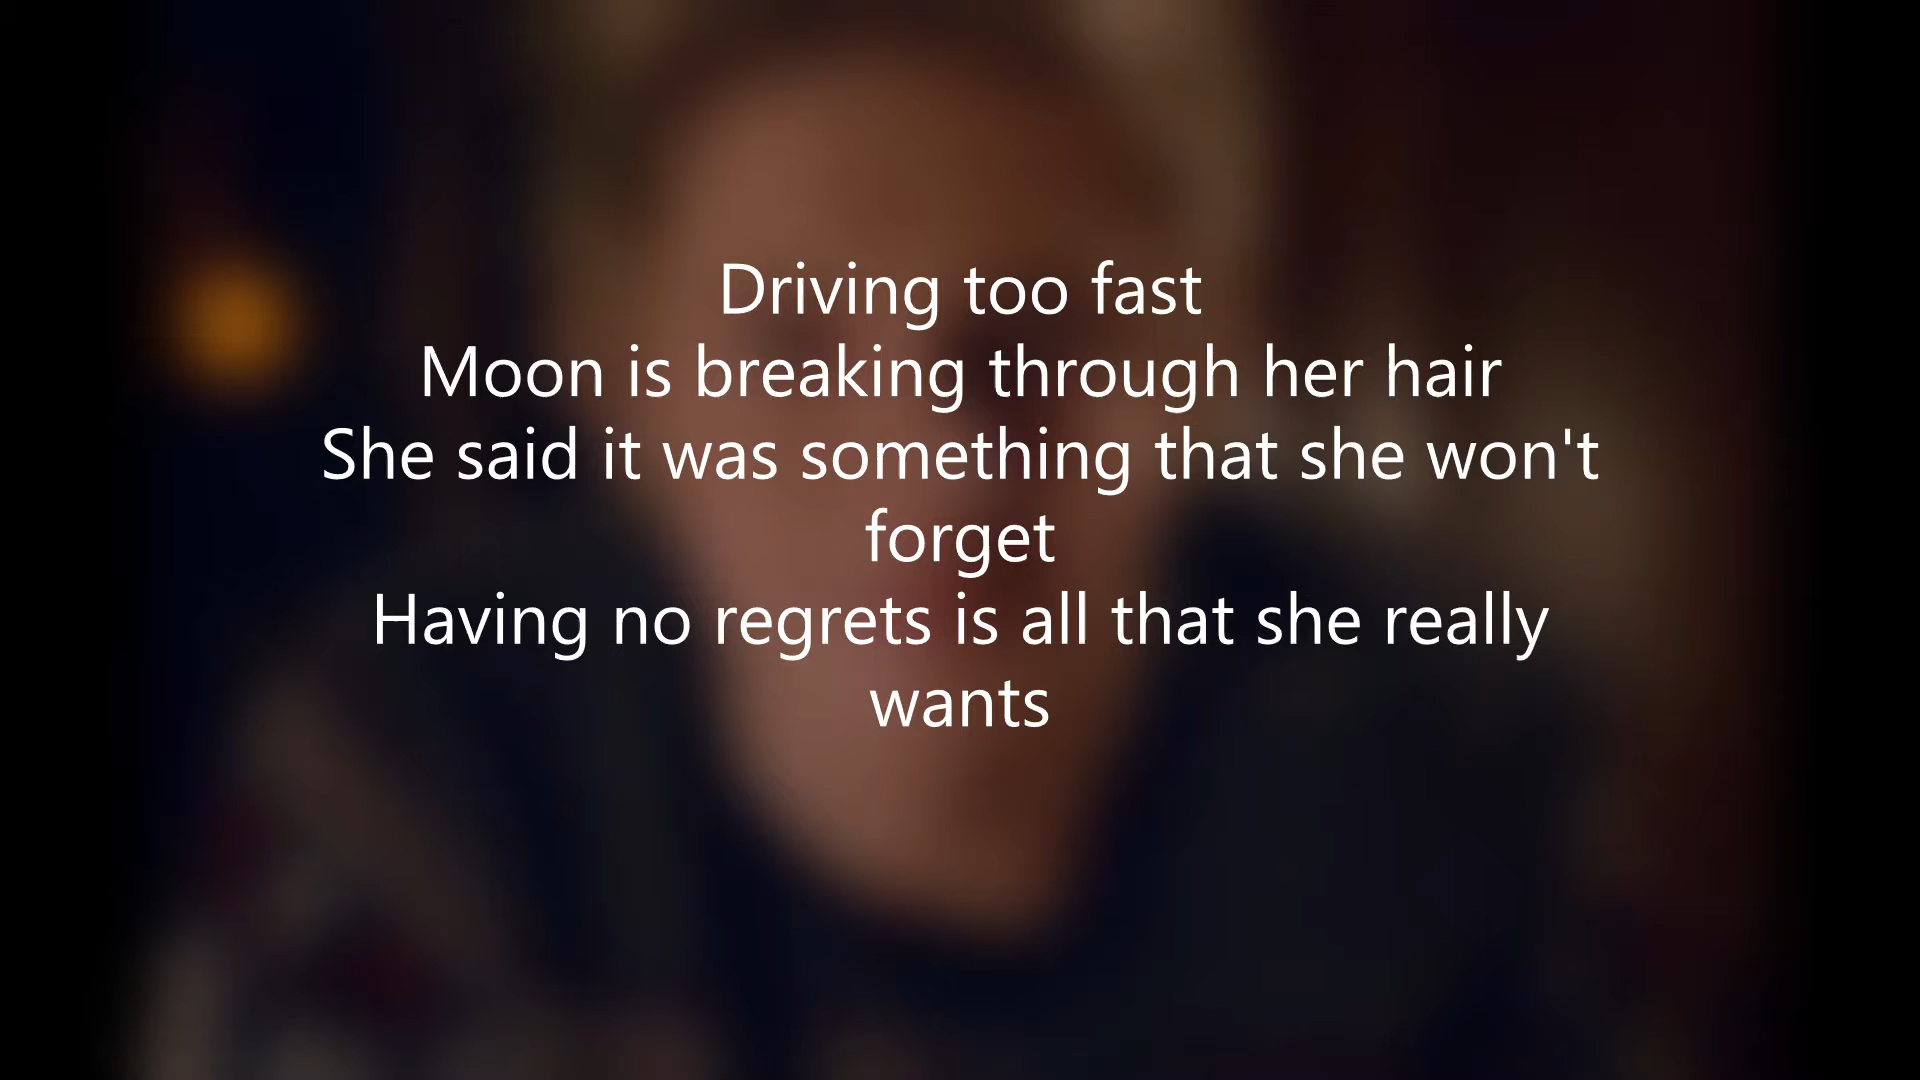 Driving too fast
Moon is breaking through her hair
She said it was something that she won't
forget
Having no regrets is all that she really
wants